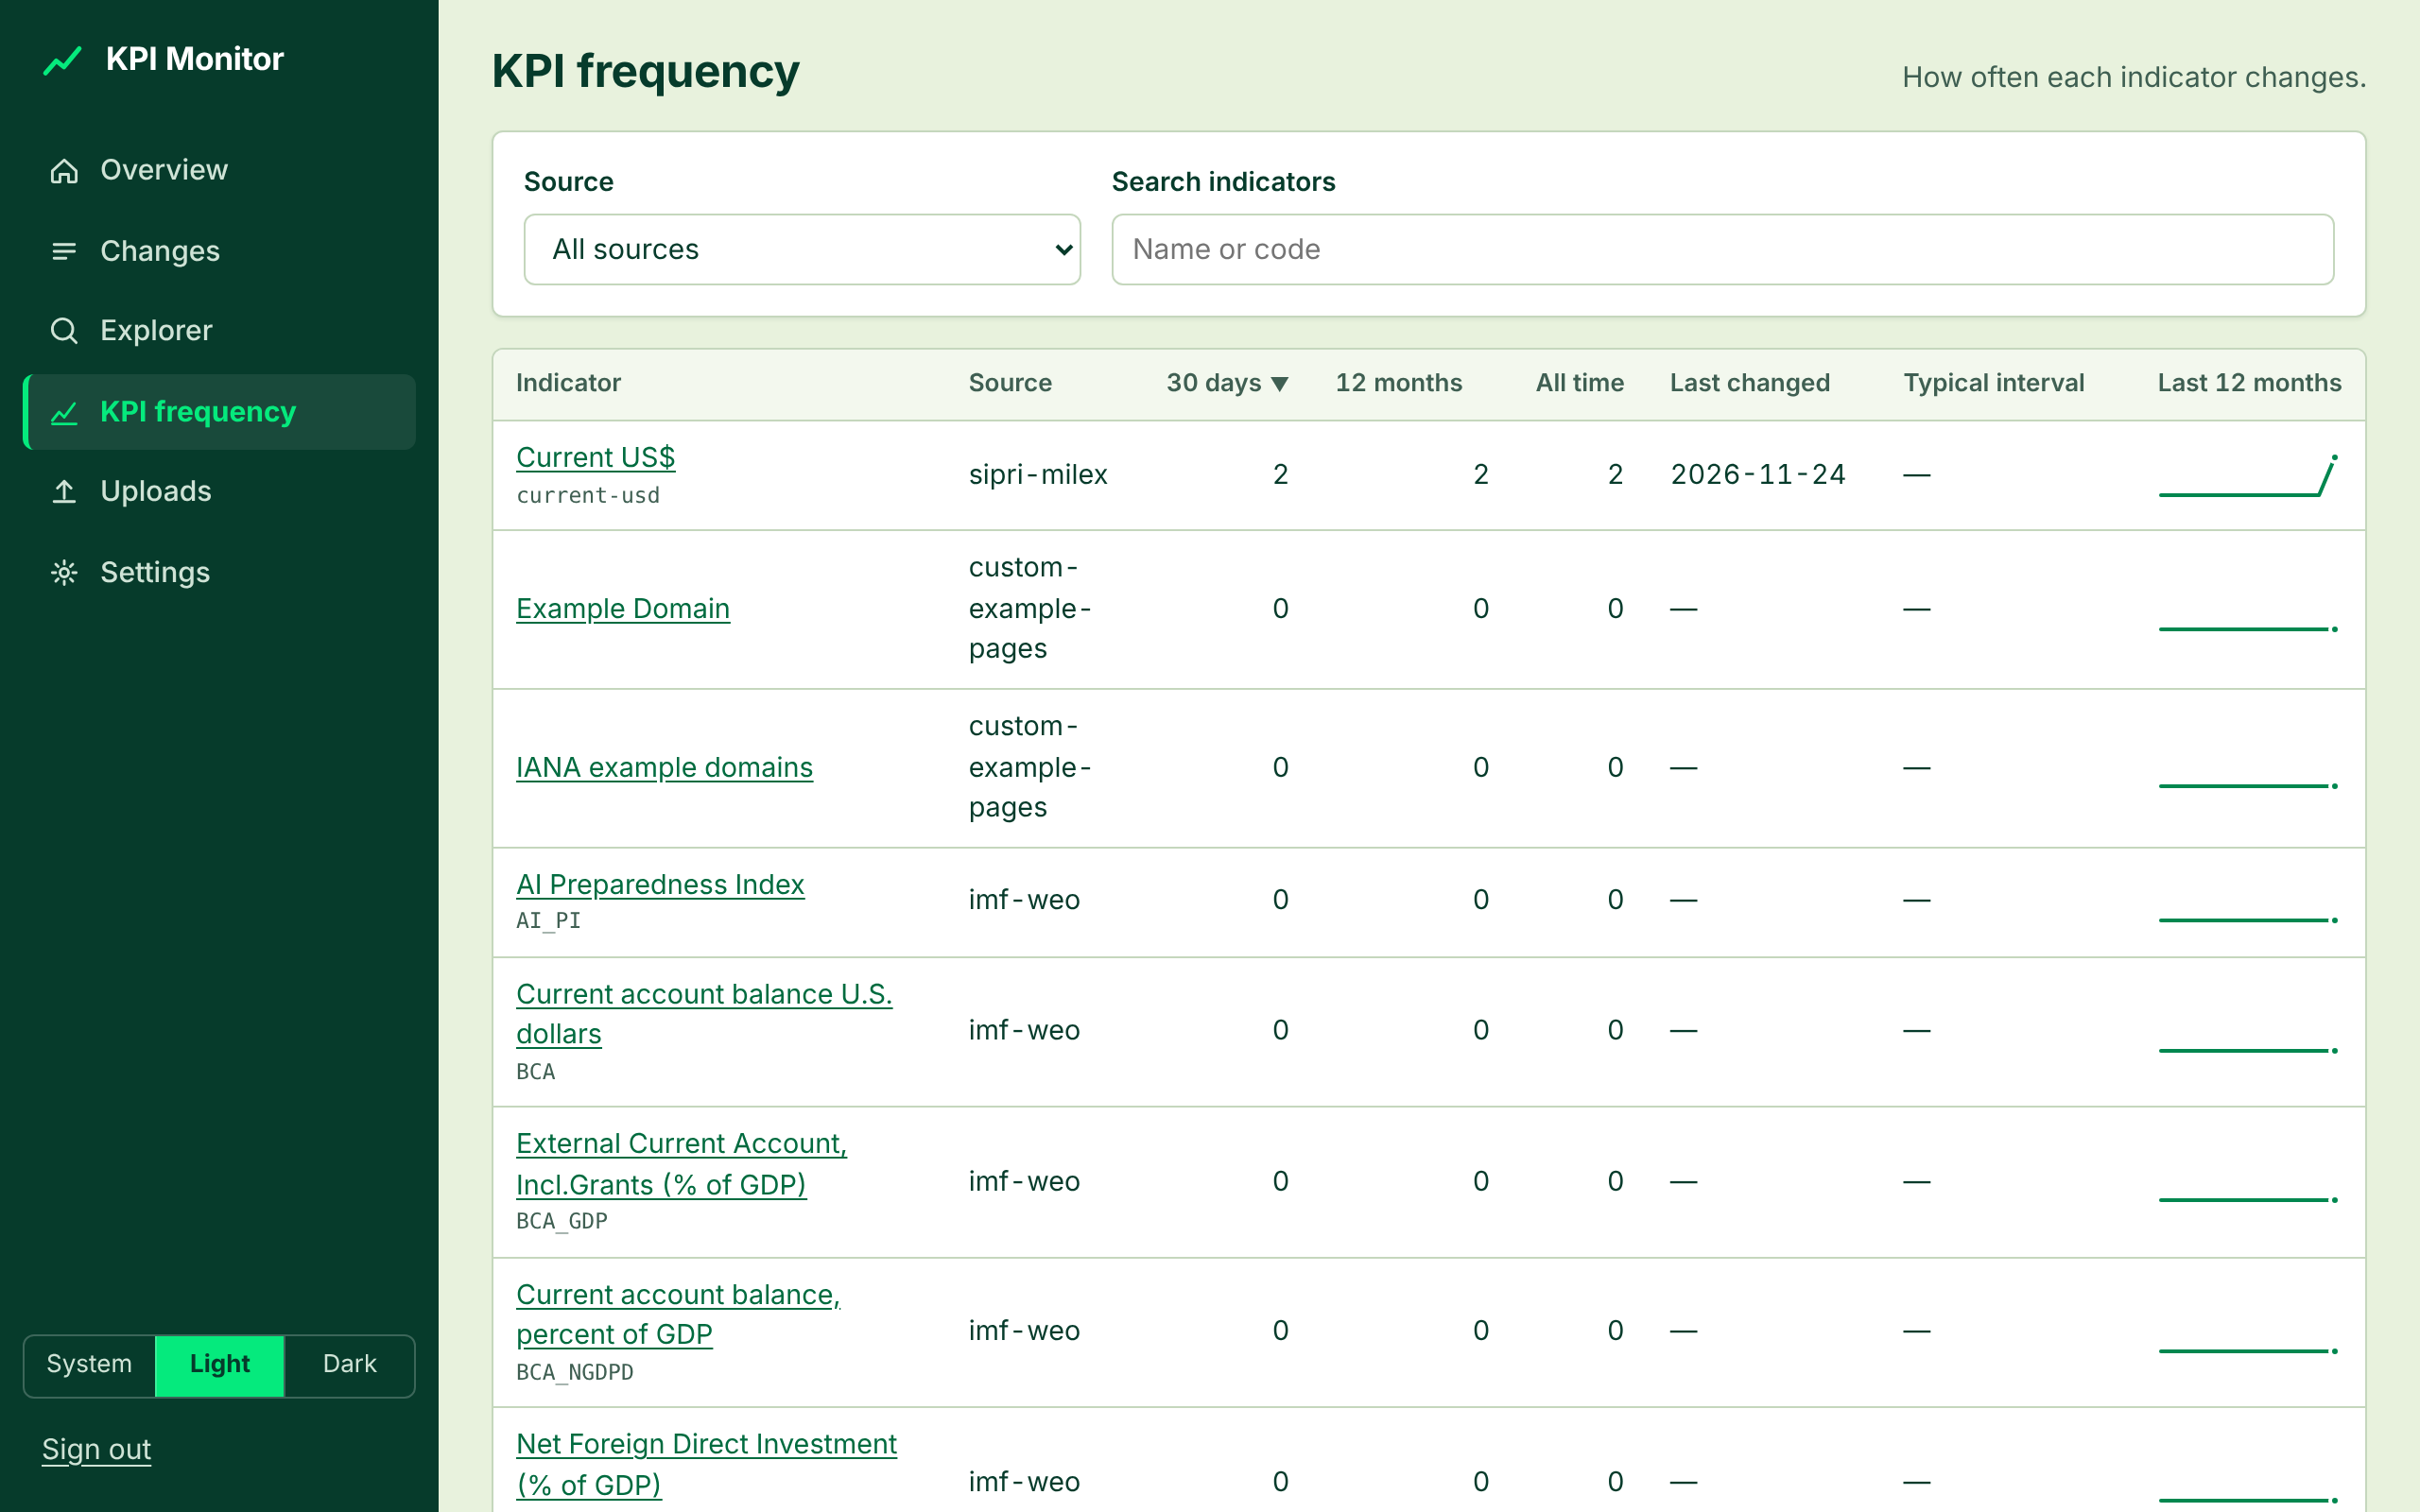 KPI Monitor
Overview
Changes
Explorer
KPI frequency
Uploads
Settings
System Light Dark
Sign out
KPI frequency
How often each indicator changes.
Source
All sources
Search indicators
Name or code
Indicator Source 30 days ▼ 12 months All time Last changed Typical interval Last 12 months
Current US$
current-usd
sipri-milex 2 2 2 2026-11-24 —
Example Domain
custom-
example-
pages
0 0 0 — —
IANA example domains
custom-
example-
pages
0 0 0 — —
AI Preparedness Index
AI_PI
imf-weo 0 0 0 — —
Current account balance U.S.
dollars
BCA
imf-weo 0 0 0 — —
External Current Account,
Incl.Grants (% of GDP)
BCA_GDP
imf-weo 0 0 0 — —
Current account balance,
percent of GDP
BCA_NGDPD
imf-weo 0 0 0 — —
Net Foreign Direct Investment
(% of GDP)
imf-weo 0 0 0 — —